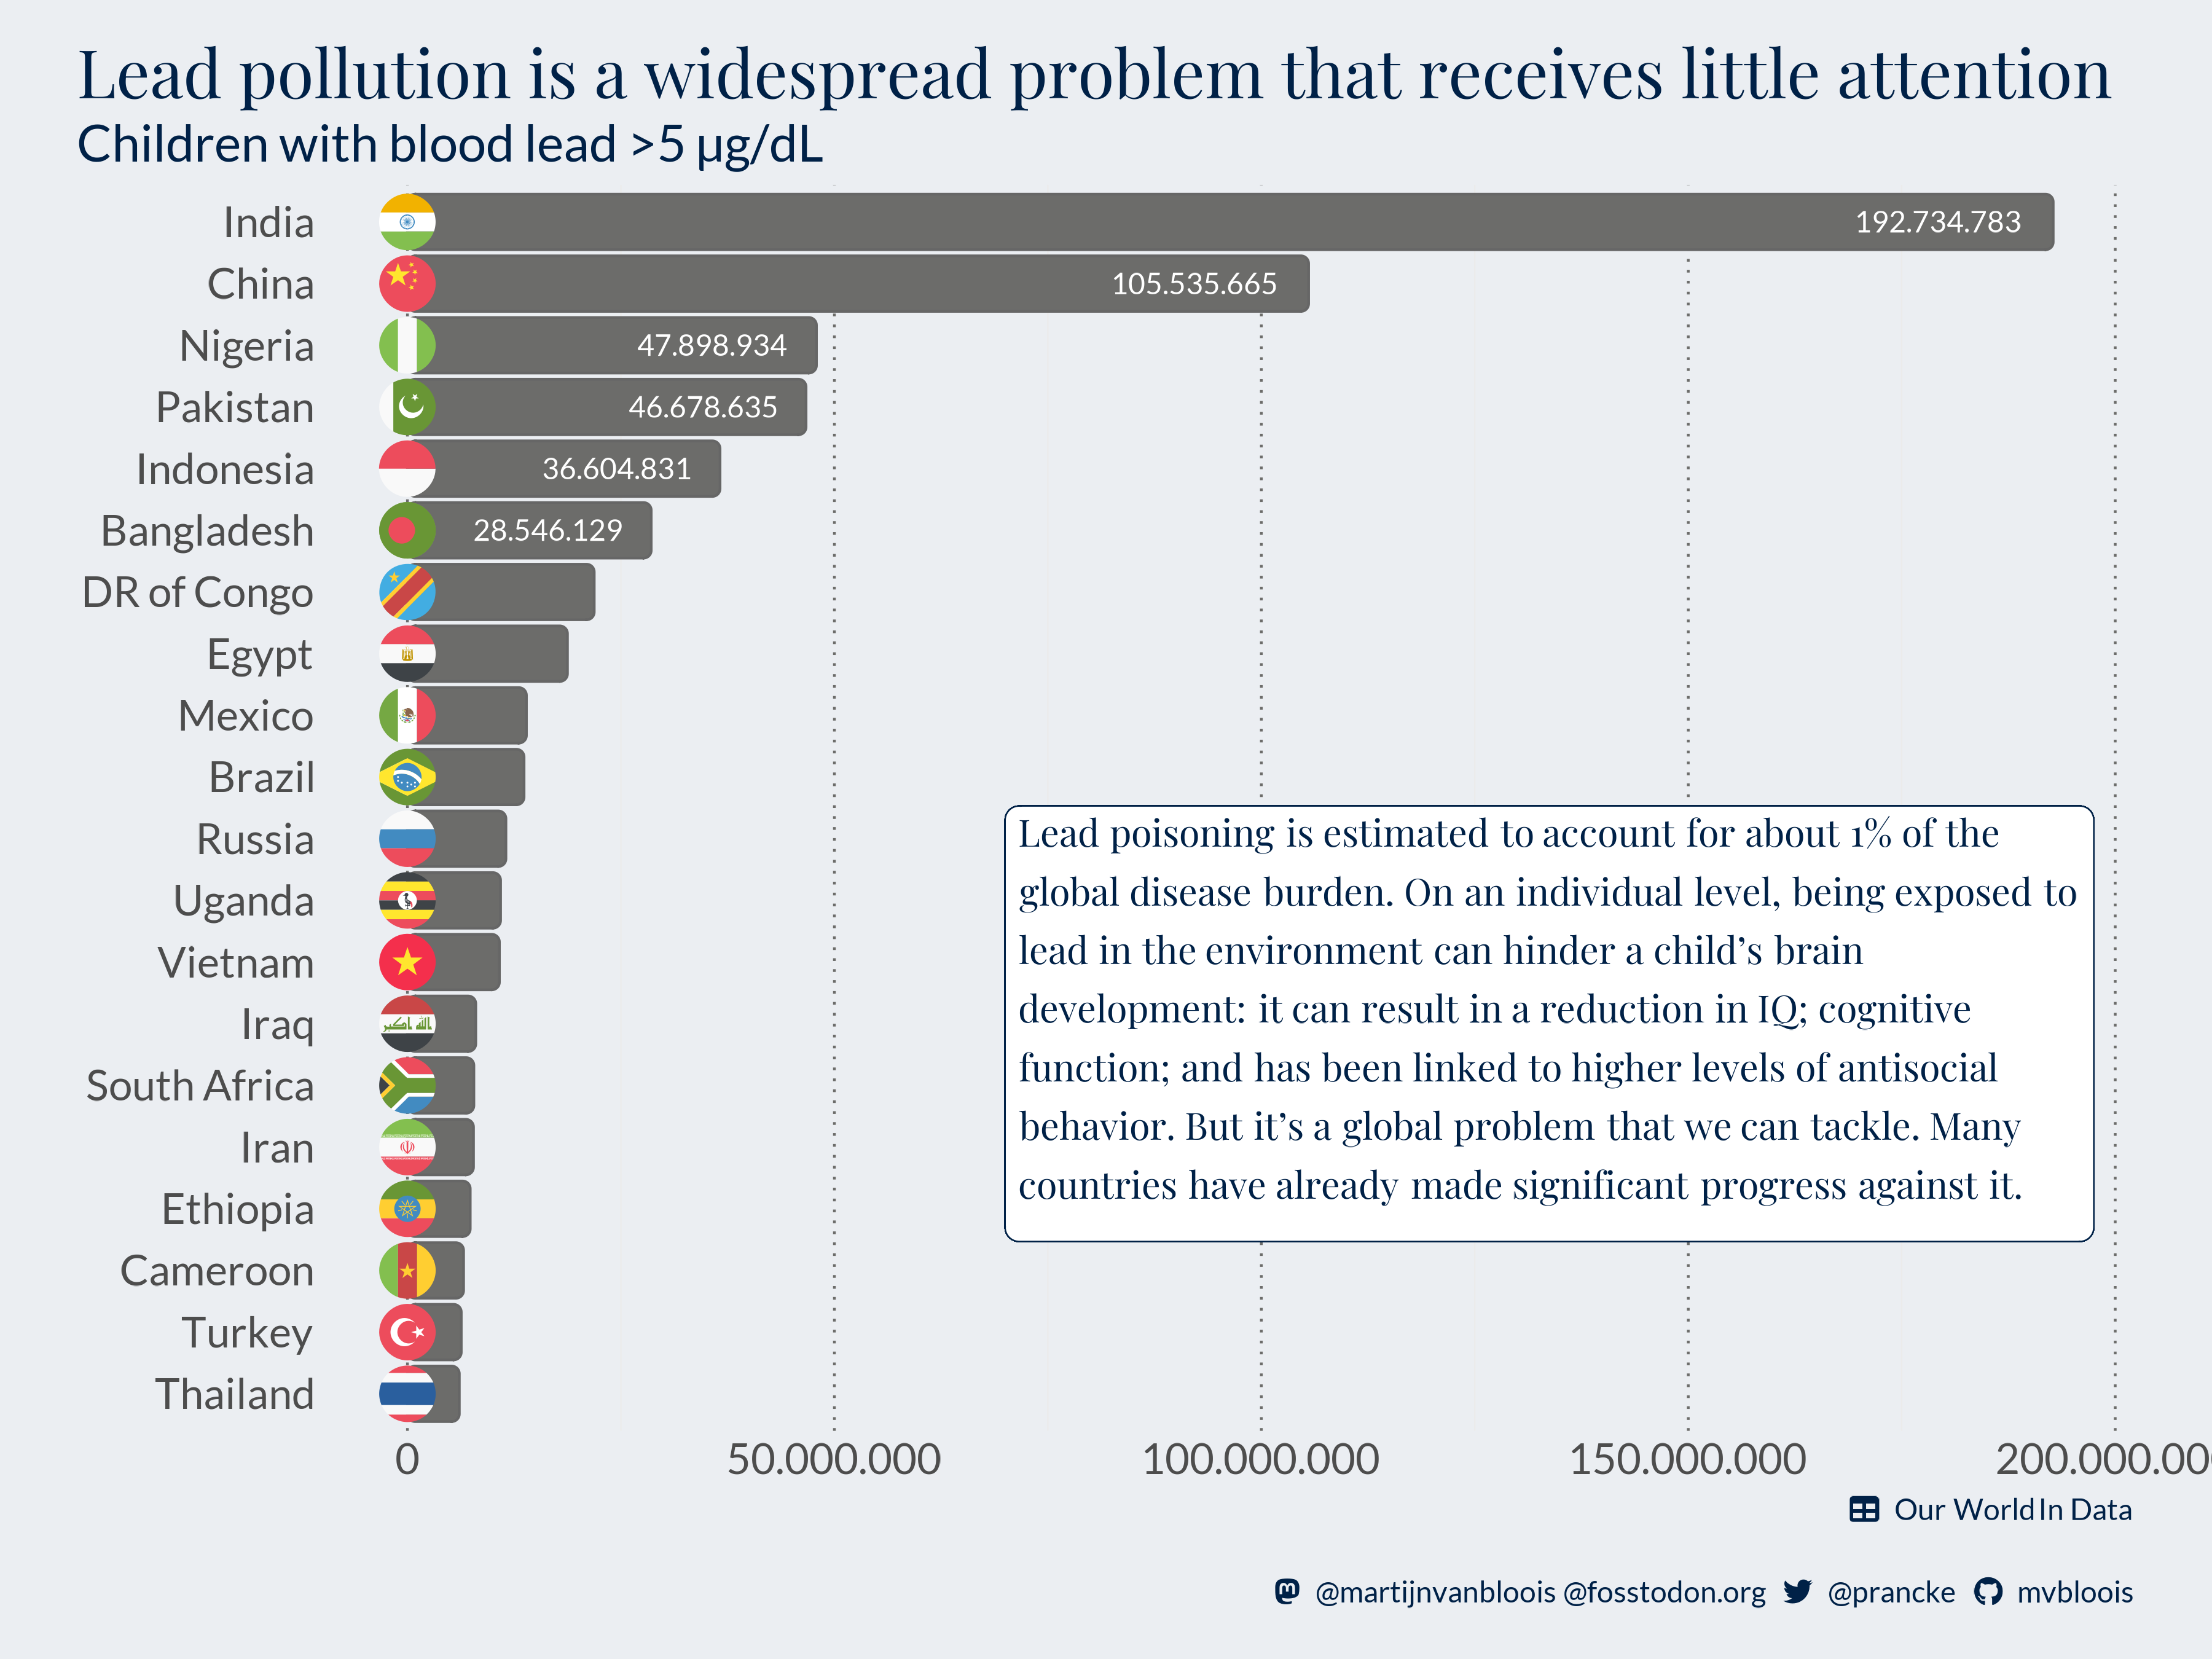 Lead pollution is a widespread problem that receives little attention
Children with blood lead >5 µg/dL
India 192.734.783
China 105.535.665
Nigeria 47.898.934
Pakistan 46.678.635
Indonesia 36.604.831
Bangladesh 28.546.129
DR of Congo
Egypt
Mexico
Brazil
Russia
Uganda
Vietnam
Iraq
الله اكبر
South Africa
Iran
Ethiopia
Cameroon
Turkey
Thailand
Lead poisoning is estimated to account for about 1% of the
global disease burden. On an individual level, being exposed to
lead in the environment can hinder a child’s brain
development: it can result in a reduction in IQ; cognitive
function; and has been linked to higher levels of antisocial
behavior. But it’s a global problem that we can tackle. Many
countries have already made significant progress against it.
0 50.000.000 100.000.000 150.000.000 200.000.00
Our World In Data
@martijnvanbloois @fosstodon.org @prancke mvbloois